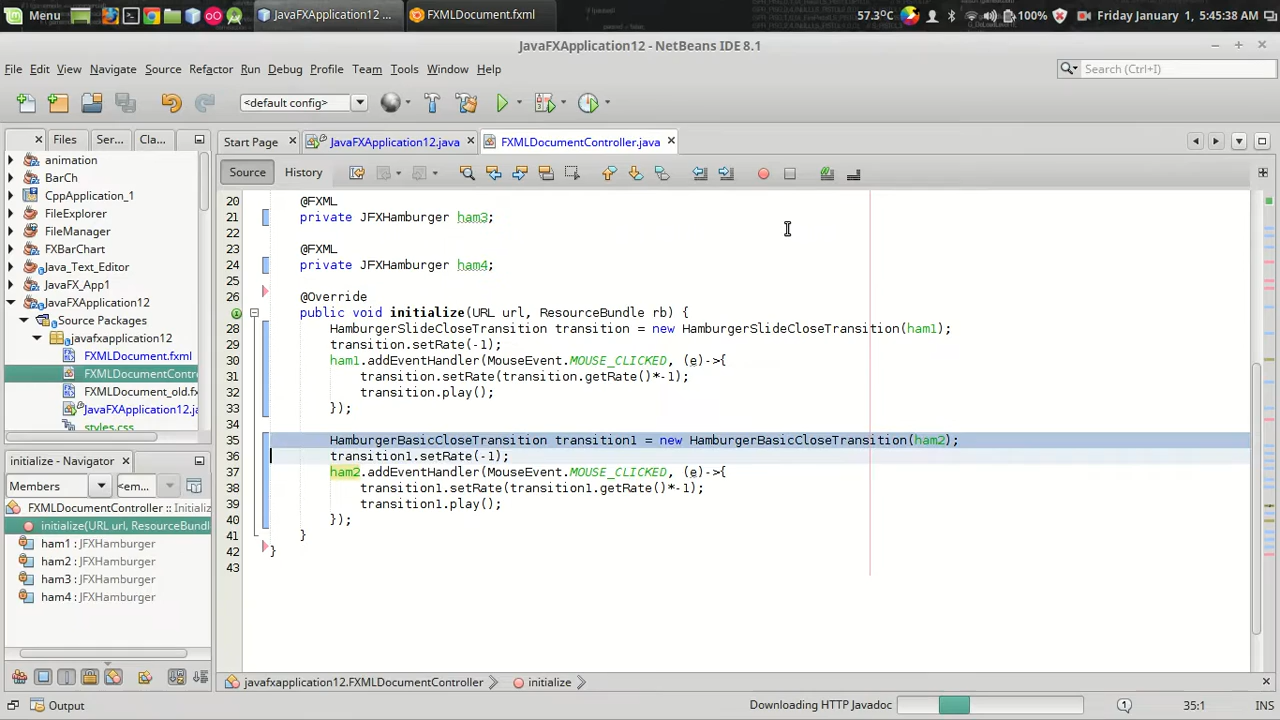 Menu
JavaFXApplication12 ...
FXMLDocument.fxml
57.3°C
100%
Friday January 1, 5:45:38 AM
JavaFXApplication12 - NetBeans IDE 8.1
File Edit View Navigate Source Refactor Run Debug Profile Team Tools Window Help
Search (Ctrl+I)
<default config>
Files
Ser...
Cla...
Start Page
JavaFXApplication12.java
FXMLDocumentController.java
Source
History
animation
BarCh
CppApplication_1
FileExplorer
FileManager
FXBarChart
Java_Text_Editor
JavaFX_App1
JavaFXApplication12
Source Packages
javafxapplication12
FXMLDocument.fxml
FXMLDocumentContr
FXMLDocument_old.fx
JavaFXApplication12.ja
styles.css
initialize - Navigator
Members
<em...
FXMLDocumentController :: Initializ
initialize(URL url, ResourceBundle
ham1 : JFXHamburger
ham2 : JFXHamburger
ham3 : JFXHamburger
ham4 : JFXHamburger
20 @FXML
21 private JFXHamburger ham3;
22
23 @FXML
24 private JFXHamburger ham4;
25
26 @Override
public void initialize(URL url, ResourceBundle rb) {
28 HamburgerSlideCloseTransition transition = new HamburgerSlideCloseTransition(ham1);
29 transition.setRate(-1);
30 ham1.addEventHandler(MouseEvent.MOUSE_CLICKED, (e)->{
31 transition.setRate(transition.getRate()*-1);
32 transition.play();
33 });
34
35 HamburgerBasicCloseTransition transition1 = new HamburgerBasicCloseTransition(ham2);
36 transition1.setRate(-1);
37 ham2.addEventHandler(MouseEvent.MOUSE_CLICKED, (e)->{
38 transition1.setRate(transition1.getRate()*-1);
39 transition1.play();
40 });
41 }
42 }
43
javafxapplication12.FXMLDocumentController
initialize
Output
Downloading HTTP Javadoc
1
35:1
INS